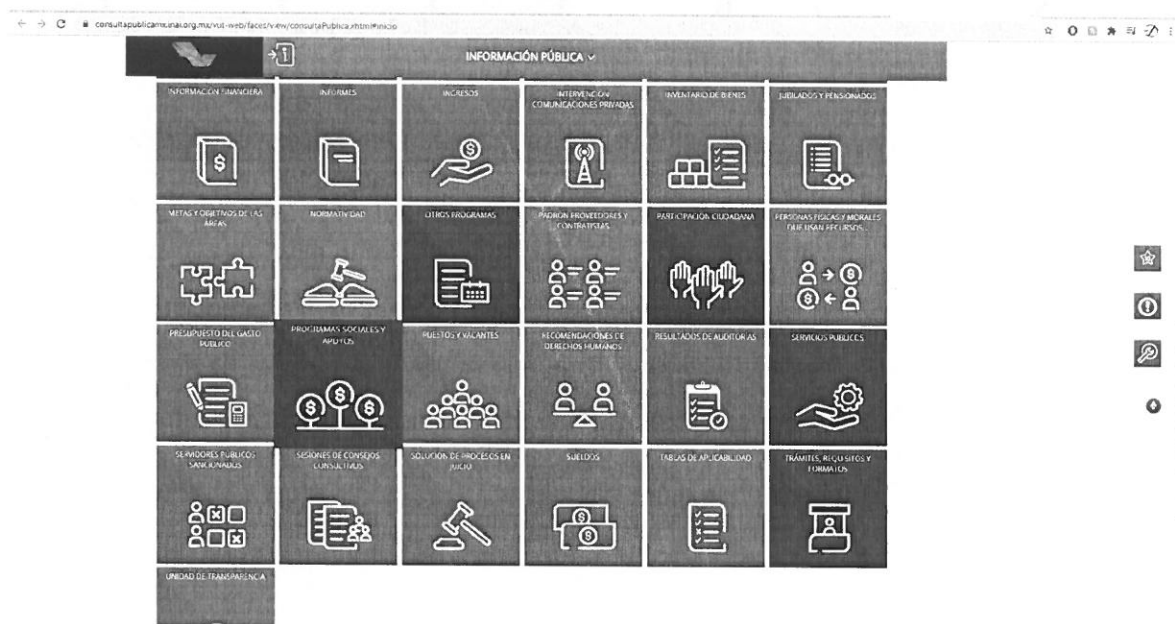 consultapublicamx.inai.org.mx/vut-web/faces/view/consultaPublica.xhtml#inicio
INFORMACIÓN PÚBLICA
INFORMACIÓN FINANCIERA
INFORMES
INGRESOS
INTERVENCIÓN
COMUNICACIONES PRIVADAS
INVENTARIO DE BIENES
JUBILADOS Y PENSIONADOS
METAS Y OBJETIVOS DE LAS
ÁREAS
NORMATIVIDAD
OTROS PROGRAMAS
PADRÓN PROVEEDORES Y
CONTRATISTAS
PARTICIPACIÓN CIUDADANA
PERSONAS FÍSICAS Y MORALES
QUE USAN RECURSOS...
PRESUPUESTO DEL GASTO
PÚBLICO
PROGRAMAS SOCIALES Y
APOYOS
PUESTOS Y VACANTES
RECOMENDACIONES DE
DERECHOS HUMANOS
RESULTADOS DE AUDITORÍAS
SERVICIOS PÚBLICOS
SERVIDORES PÚBLICOS
SANCIONADOS
SESIONES DE CONSEJOS
CONSULTIVOS
SOLUCIÓN DE PROCESOS EN
JUICIO
SUELDOS
TABLAS DE APLICABILIDAD
TRÁMITES, REQUISITOS Y
FORMATOS
UNIDAD DE TRANSPARENCIA